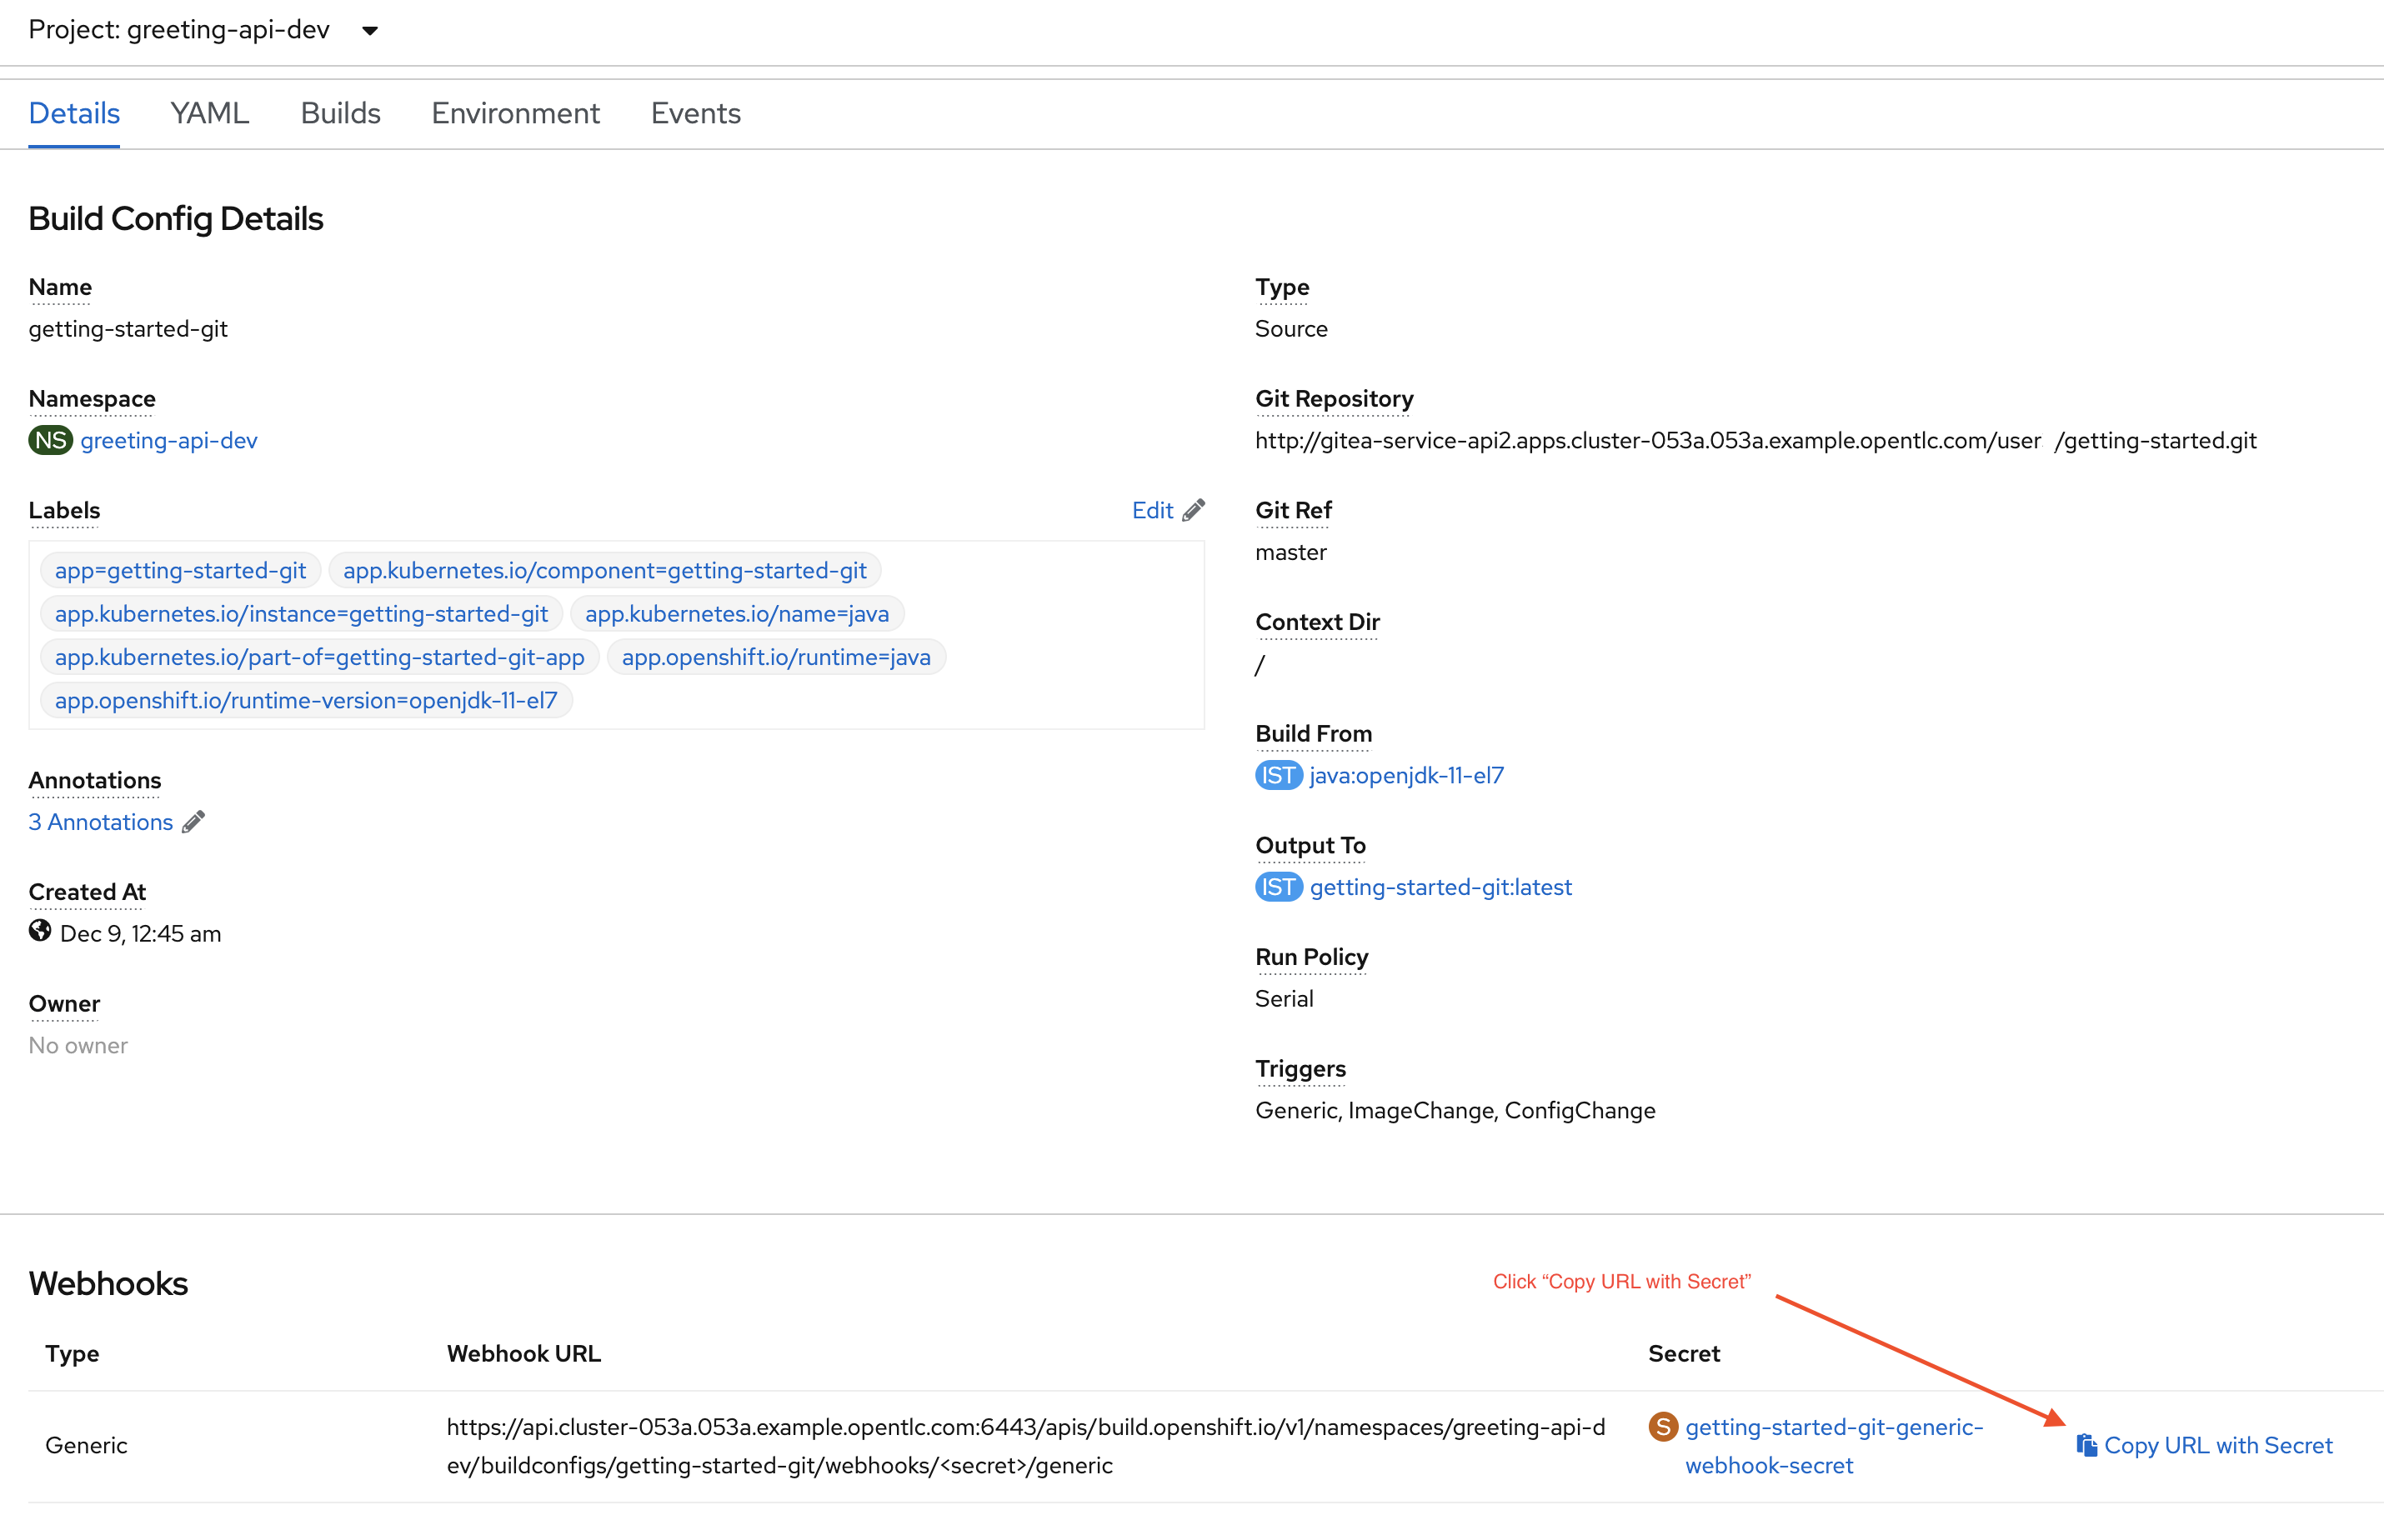 Project: greeting-api-dev
Details YAML Builds Environment Events
Build Config Details
Name
getting-started-git
Namespace
NS greeting-api-dev
Labels
Edit
app=getting-started-git app.kubernetes.io/component=getting-started-git
app.kubernetes.io/instance=getting-started-git app.kubernetes.io/name=java
app.kubernetes.io/part-of=getting-started-git-app app.openshift.io/runtime=java
app.openshift.io/runtime-version=openjdk-11-el7
Annotations
3 Annotations
Created At
Dec 9, 12:45 am
Owner
No owner
Type
Source
Git Repository
http://gitea-service-api2.apps.cluster-053a.053a.example.opentlc.com/user /getting-started.git
Git Ref
master
Context Dir
/
Build From
IST java:openjdk-11-el7
Output To
IST getting-started-git:latest
Run Policy
Serial
Triggers
Generic, ImageChange, ConfigChange
Webhooks
Click “Copy URL with Secret”
Type Webhook URL Secret
Generic
https://api.cluster-053a.053a.example.opentlc.com:6443/apis/build.openshift.io/v1/namespaces/greeting-api-d
ev/buildconfigs/getting-started-git/webhooks/<secret>/generic
S getting-started-git-generic-
webhook-secret
Copy URL with Secret